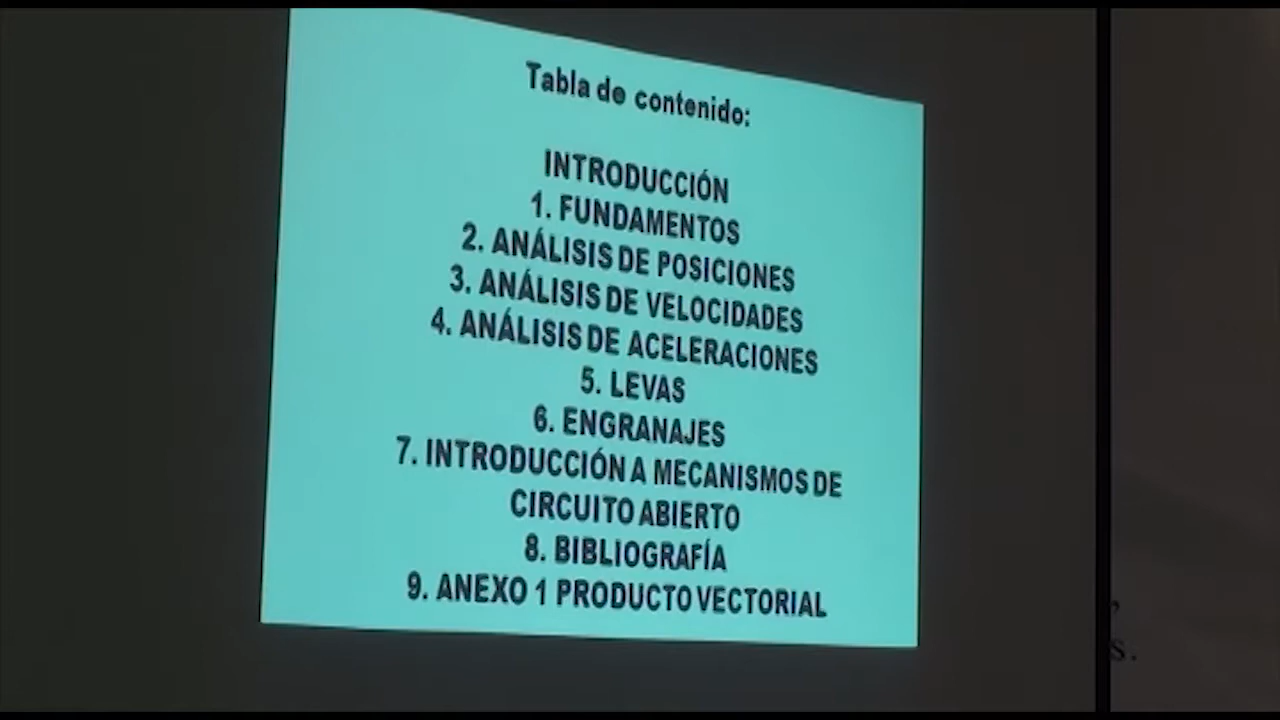 Tabla de contenido:
INTRODUCCIÓN
1. FUNDAMENTOS
2. ANÁLISIS DE POSICIONES
3. ANÁLISIS DE VELOCIDADES
4. ANÁLISIS DE ACELERACIONES
5. LEVAS
6. ENGRANAJES
7. INTRODUCCIÓN A MECANISMOS DE
CIRCUITO ABIERTO
8. BIBLIOGRAFÍA
9. ANEXO 1 PRODUCTO VECTORIAL